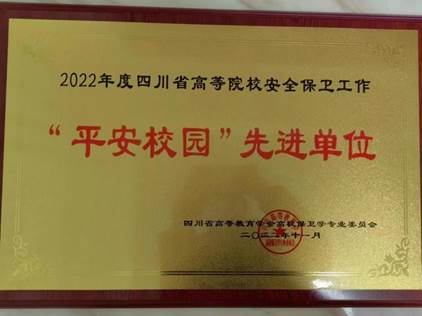 2022年度四川省高等院校安全保卫工作
“平安校园”先进单位
四川省高等教育学会高校保卫学专业委员会
二〇二二年十一月